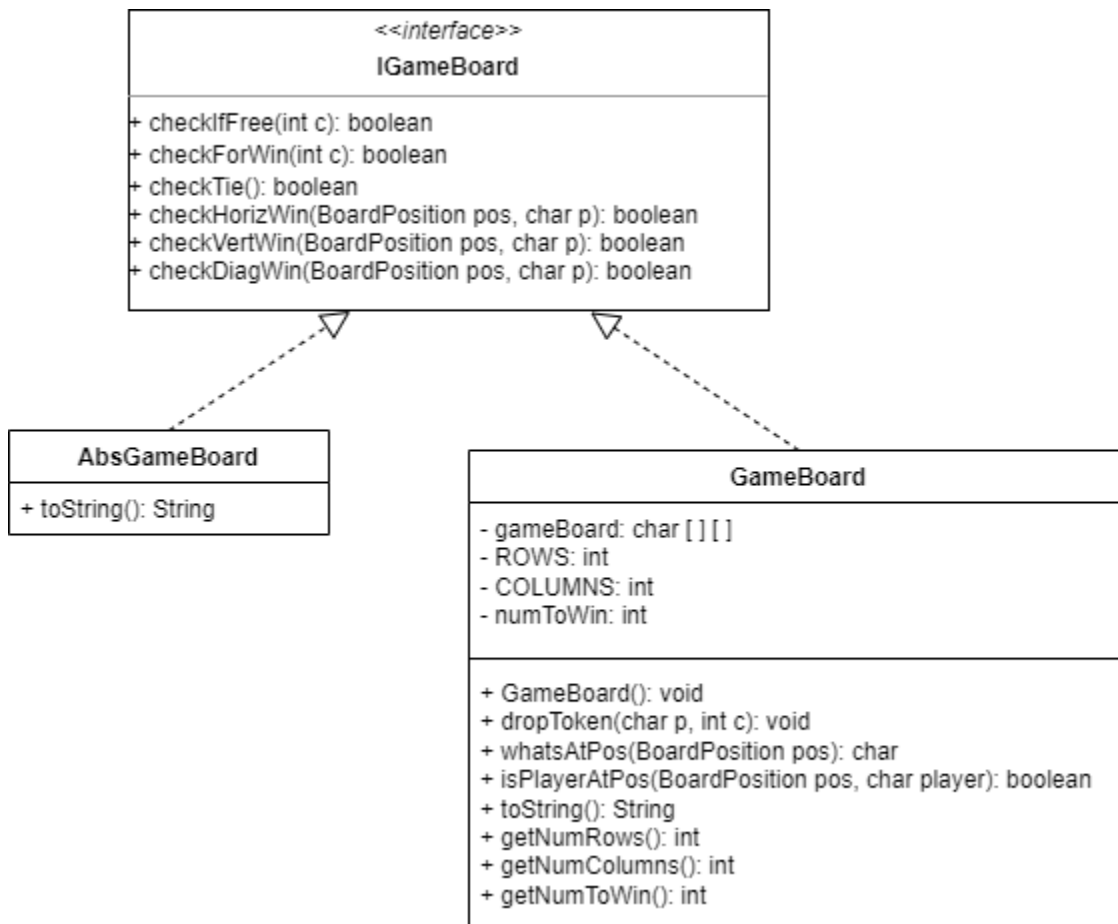 <<interface>>
IGameBoard
+ checkIfFree(int c): boolean
+ checkForWin(int c): boolean
+ checkTie(): boolean
+ checkHorizWin(BoardPosition pos, char p): boolean
+ checkVertWin(BoardPosition pos, char p): boolean
+ checkDiagWin(BoardPosition pos, char p): boolean
AbsGameBoard
+ toString(): String
GameBoard
- gameBoard: char [ ] [ ]
- ROWS: int
- COLUMNS: int
- numToWin: int
+ GameBoard(): void
+ dropToken(char p, int c): void
+ whatsAtPos(BoardPosition pos): char
+ isPlayerAtPos(BoardPosition pos, char player): boolean
+ toString(): String
+ getNumRows(): int
+ getNumColumns(): int
+ getNumToWin(): int